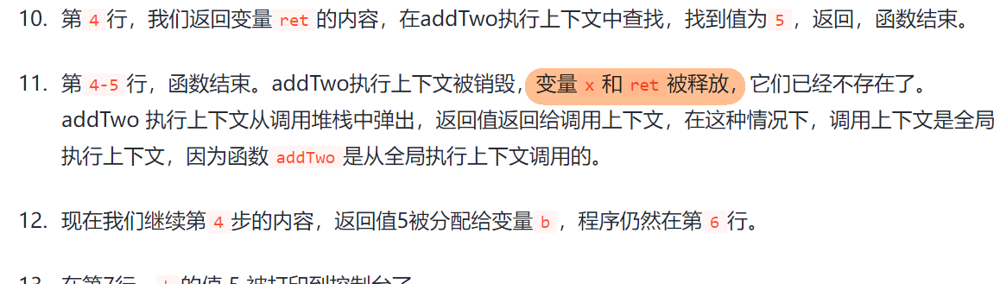 10. 第 4 行，我们返回变量 ret 的内容，在addTwo执行上下文中查找，找到值为 5 ，返回，函数结束。
11. 第 4-5 行，函数结束。addTwo执行上下文被销毁，变量 x 和 ret 被释放，它们已经不存在了。
addTwo 执行上下文从调用堆栈中弹出，返回值返回给调用上下文，在这种情况下，调用上下文是全局
执行上下文，因为函数 addTwo 是从全局执行上下文调用的。
12. 现在我们继续第 4 步的内容，返回值5被分配给变量 b ，程序仍然在第 6 行。
13. 在第7行，b 的值 5 被打印到控制台了